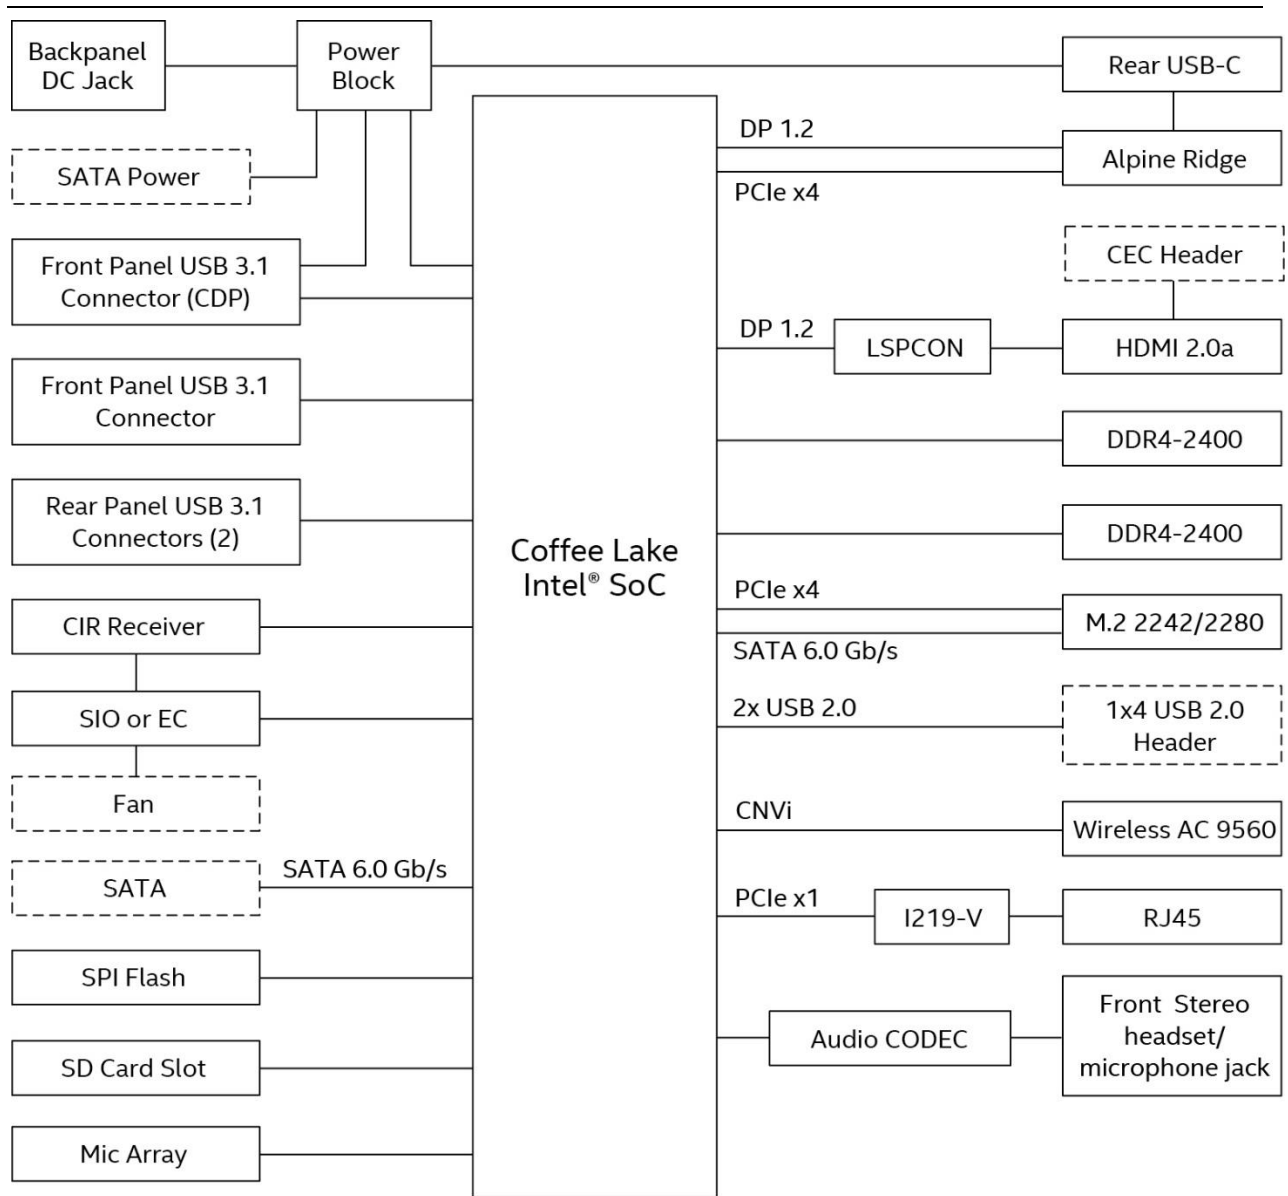 Backpanel
DC Jack
Power
Block
Rear USB-C
DP 1.2
Alpine Ridge
PCIe x4
SATA Power
Front Panel USB 3.1
Connector (CDP)
CEC Header
DP 1.2
LSPCON
HDMI 2.0a
Front Panel USB 3.1
Connector
DDR4-2400
Rear Panel USB 3.1
Connectors (2)
DDR4-2400
Coffee Lake
Intel® SoC
PCIe x4
M.2 2242/2280
SATA 6.0 Gb/s
CIR Receiver
SIO or EC
2x USB 2.0
1x4 USB 2.0
Header
Fan
CNVi
Wireless AC 9560
SATA
SATA 6.0 Gb/s
PCIe x1
I219-V
RJ45
SPI Flash
Audio CODEC
Front Stereo
headset/
microphone jack
SD Card Slot
Mic Array